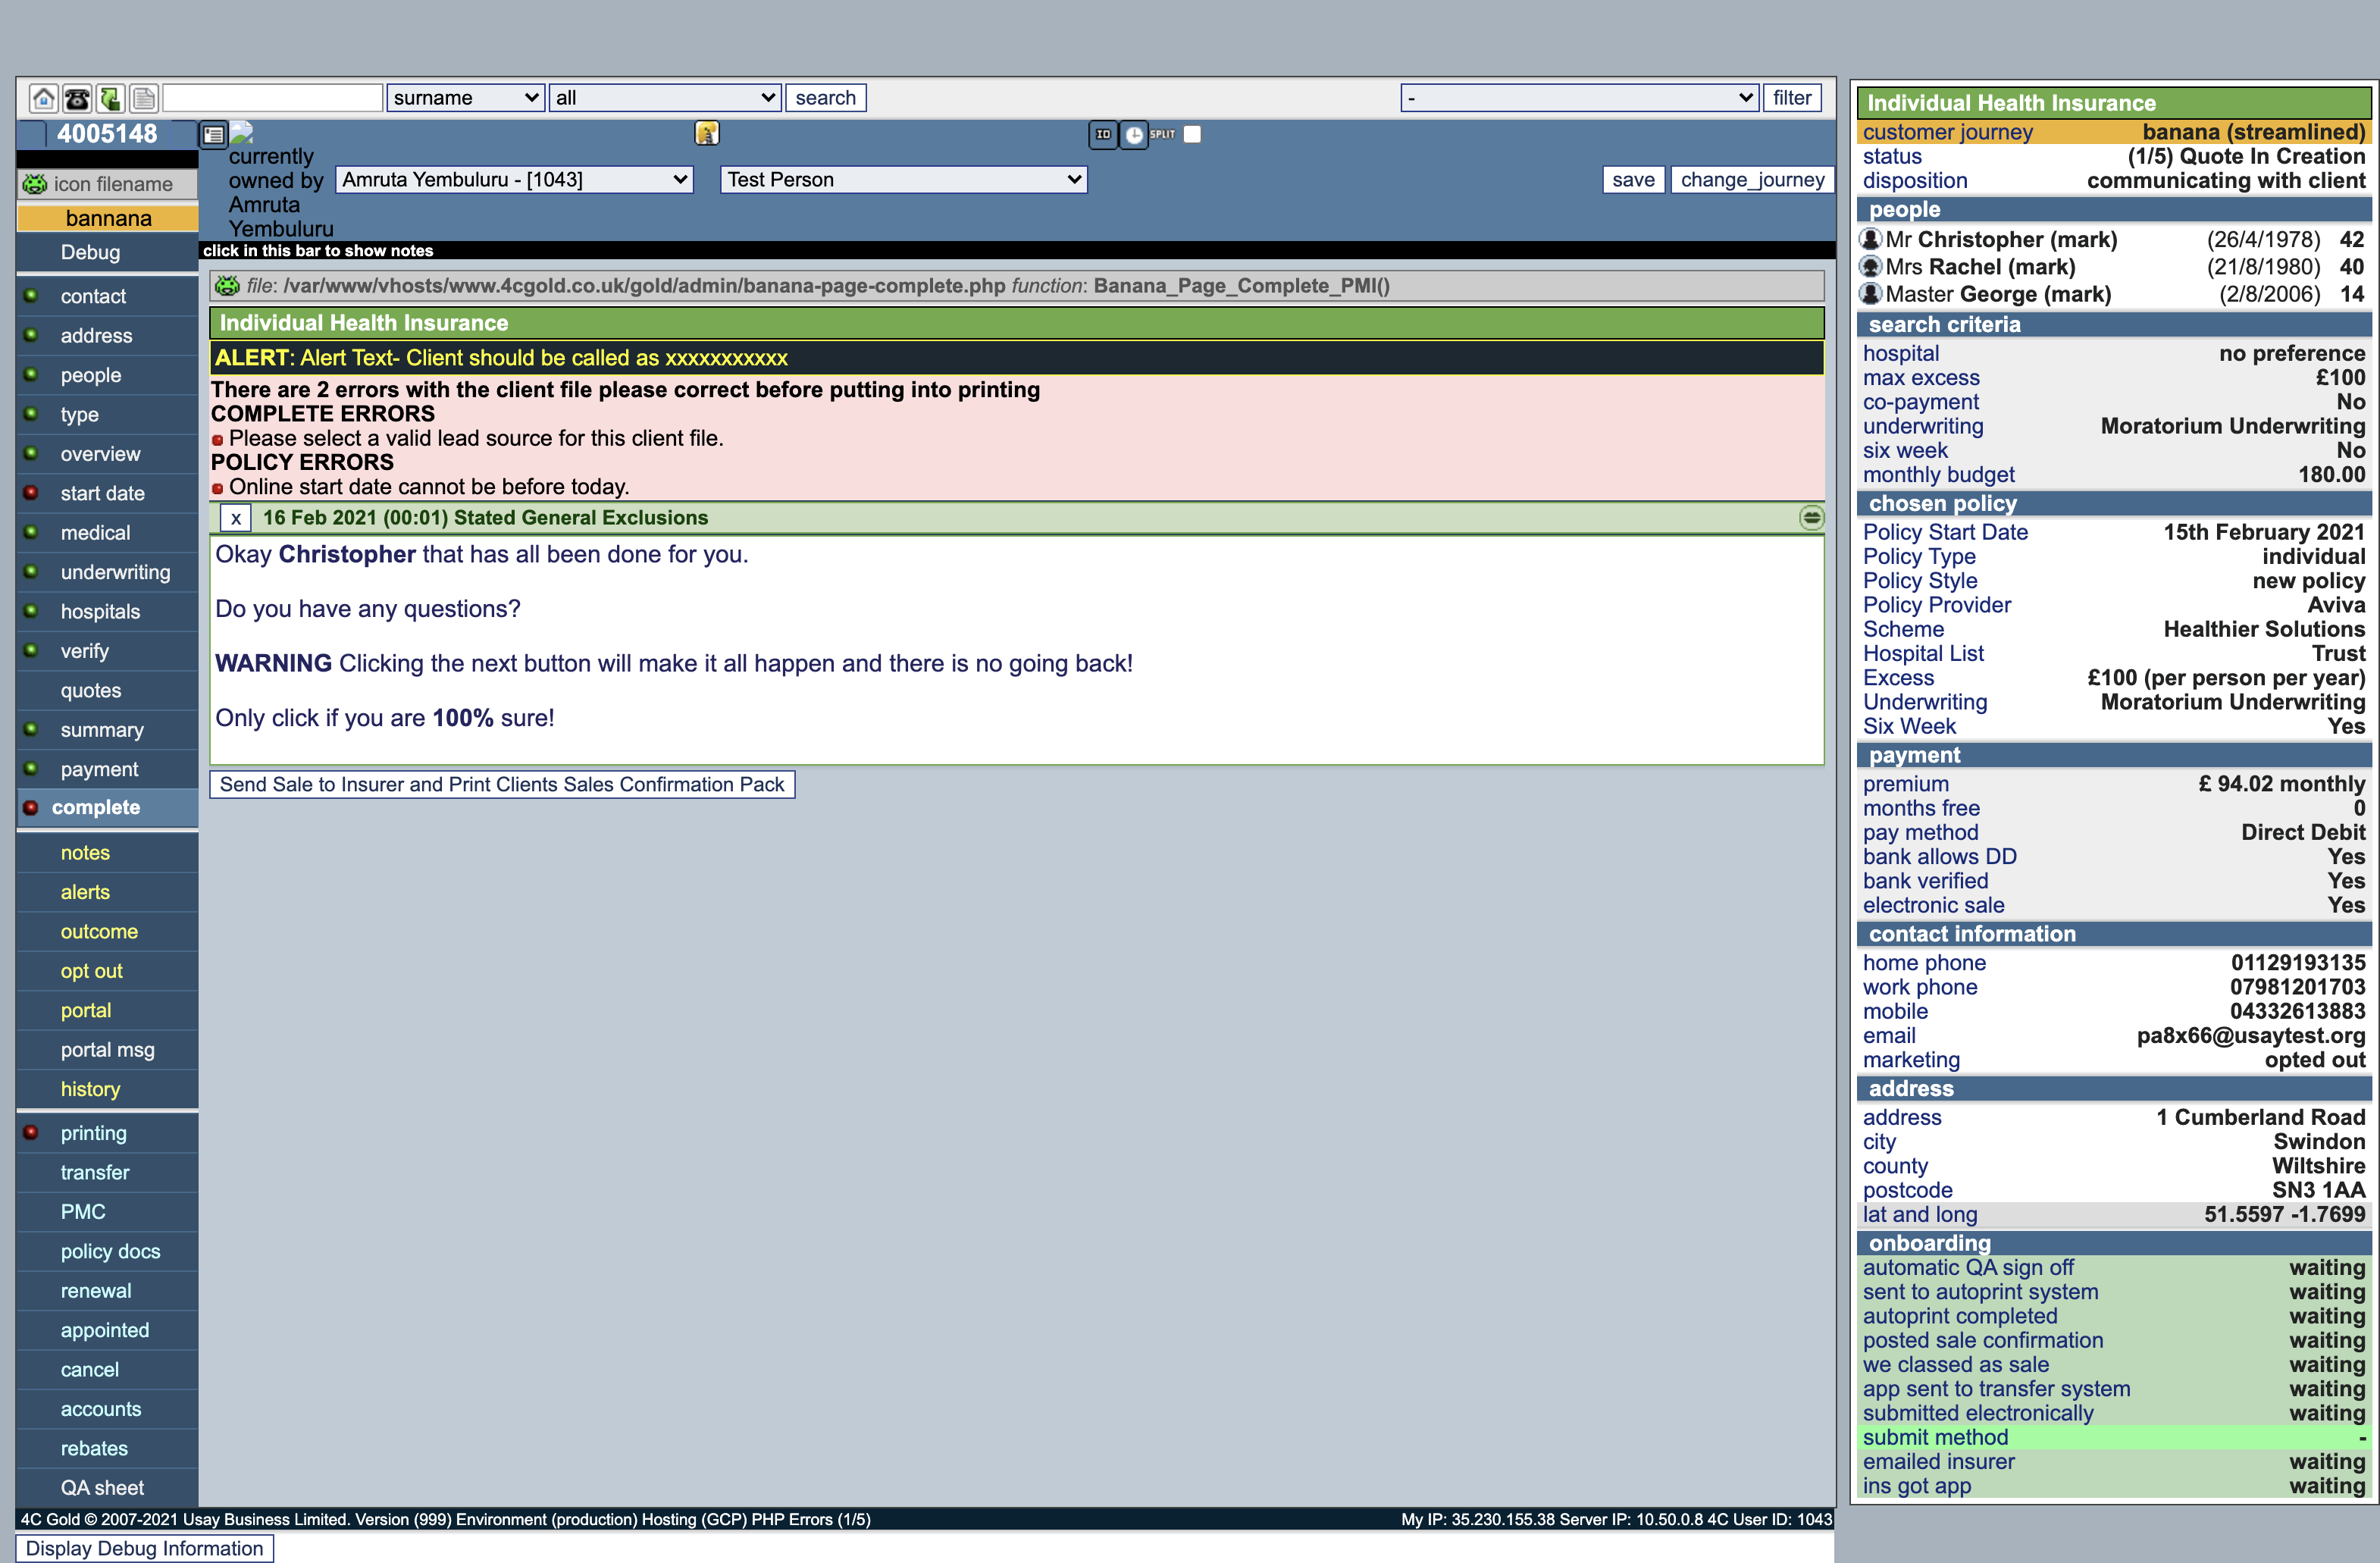 surname all search - filter
4005148
SPLIT
ID
icon filename
bannana
Debug
contact
address
people
type
overview
start date
medical
underwriting
hospitals
verify
quotes
summary
payment
complete
notes
alerts
outcome
opt out
portal
portal msg
history
printing
transfer
PMC
policy docs
renewal
appointed
cancel
accounts
rebates
QA sheet
currently
owned by
Amruta
Yembuluru
Amruta Yembuluru - [1043] Test Person save change_journey
click in this bar to show notes
file: /var/www/vhosts/www.4cgold.co.uk/gold/admin/banana-page-complete.php function: Banana_Page_Complete_PMI()
Individual Health Insurance
ALERT: Alert Text- Client should be called as xxxxxxxxxxx
There are 2 errors with the client file please correct before putting into printing
COMPLETE ERRORS
Please select a valid lead source for this client file.
POLICY ERRORS
Online start date cannot be before today.
x 16 Feb 2021 (00:01) Stated General Exclusions
Okay Christopher that has all been done for you.
Do you have any questions?
WARNING Clicking the next button will make it all happen and there is no going back!
Only click if you are 100% sure!
Send Sale to Insurer and Print Clients Sales Confirmation Pack
Individual Health Insurance
customer journey banana (streamlined)
status (1/5) Quote In Creation
disposition communicating with client
people
Mr Christopher (mark) (26/4/1978) 42
Mrs Rachel (mark) (21/8/1980) 40
Master George (mark) (2/8/2006) 14
search criteria
hospital no preference
max excess £100
co-payment No
underwriting Moratorium Underwriting
six week No
monthly budget 180.00
chosen policy
Policy Start Date 15th February 2021
Policy Type individual
Policy Style new policy
Policy Provider Aviva
Scheme Healthier Solutions
Hospital List Trust
Excess £100 (per person per year)
Underwriting Moratorium Underwriting
Six Week Yes
payment
premium £ 94.02 monthly
months free 0
pay method Direct Debit
bank allows DD Yes
bank verified Yes
electronic sale Yes
contact information
home phone 01129193135
work phone 07981201703
mobile 04332613883
email pa8x66@usaytest.org
marketing opted out
address
address 1 Cumberland Road
city Swindon
county Wiltshire
postcode SN3 1AA
lat and long 51.5597 -1.7699
onboarding
automatic QA sign off waiting
sent to autoprint system waiting
autoprint completed waiting
posted sale confirmation waiting
we classed as sale waiting
app sent to transfer system waiting
submitted electronically waiting
submit method -
emailed insurer waiting
ins got app waiting
4C Gold © 2007-2021 Usay Business Limited. Version (999) Environment (production) Hosting (GCP) PHP Errors (1/5) My IP: 35.230.155.38 Server IP: 10.50.0.8 4C User ID: 1043
Display Debug Information